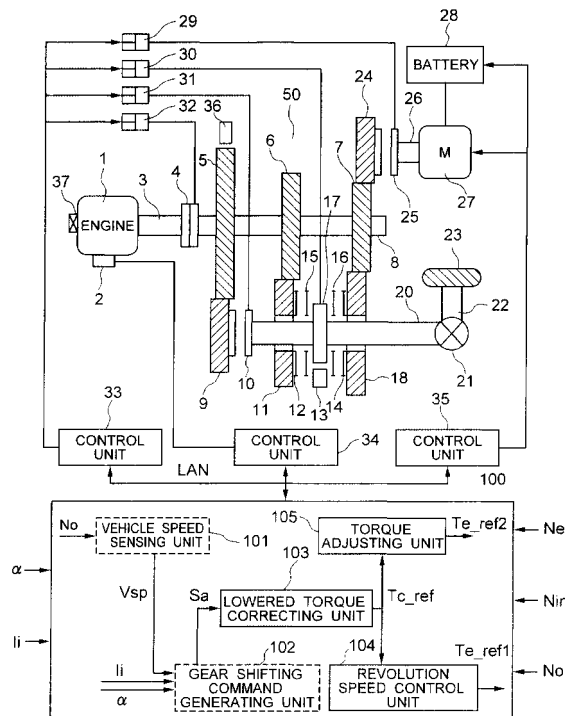 29
30
31
32
36
28
BATTERY
24
50
26
6
7
5
1
4
3
37
ENGINE
M
27
25
17
15
16
8
23
2
20
22
21
9
10
11
12
13
14
18
33
CONTROL UNIT
LAN
CONTROL UNIT
34
35
CONTROL UNIT
100
No
VEHICLE SPEED SENSING UNIT
101
105
TORQUE ADJUSTING UNIT
Te_ref2
Ne
α
103
Vsp
Sa
LOWERED TORQUE CORRECTING UNIT
Tc_ref
Nin
Ii
102
104
Te_ref1
Ii
α
GEAR SHIFTING COMMAND GENERATING UNIT
REVOLUTION SPEED CONTROL UNIT
No